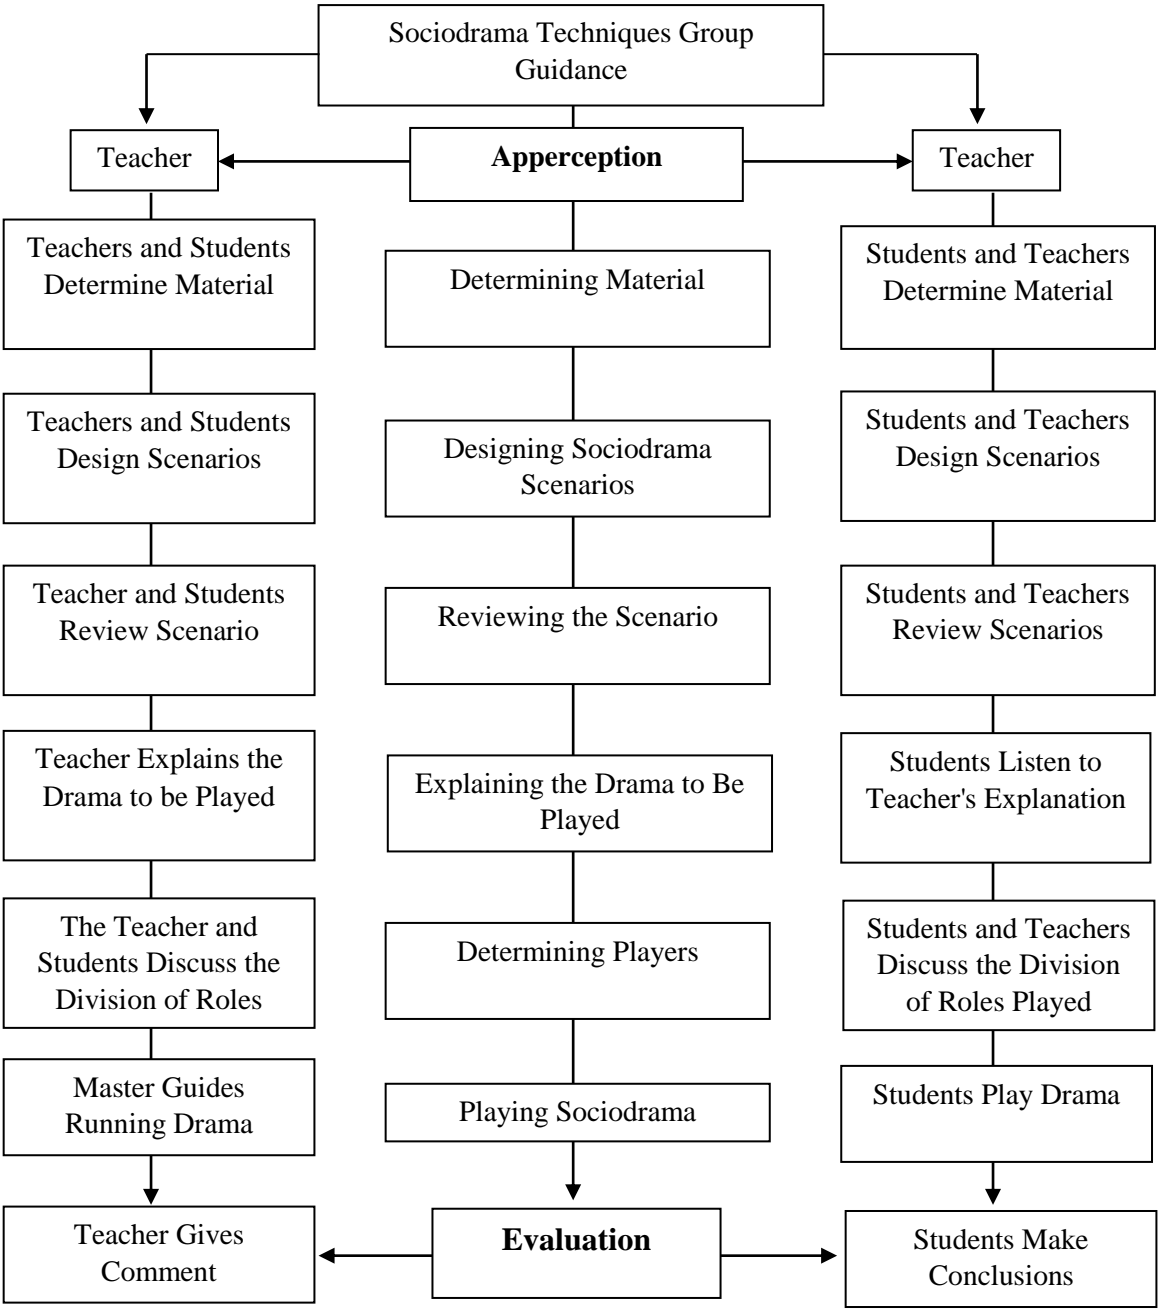 Sociodrama Techniques Group
Guidance
Teacher
Apperception
Teacher
Teachers and Students
Determine Material
Determining Material
Students and Teachers
Determine Material
Teachers and Students
Design Scenarios
Designing Sociodrama
Scenarios
Students and Teachers
Design Scenarios
Teacher and Students
Review Scenario
Reviewing the Scenario
Students and Teachers
Review Scenarios
Teacher Explains the
Drama to be Played
Explaining the Drama to Be
Played
Students Listen to
Teacher's Explanation
The Teacher and
Students Discuss the
Division of Roles
Determining Players
Students and Teachers
Discuss the Division
of Roles Played
Master Guides
Running Drama
Playing Sociodrama
Students Play Drama
Teacher Gives
Comment
Evaluation
Students Make
Conclusions